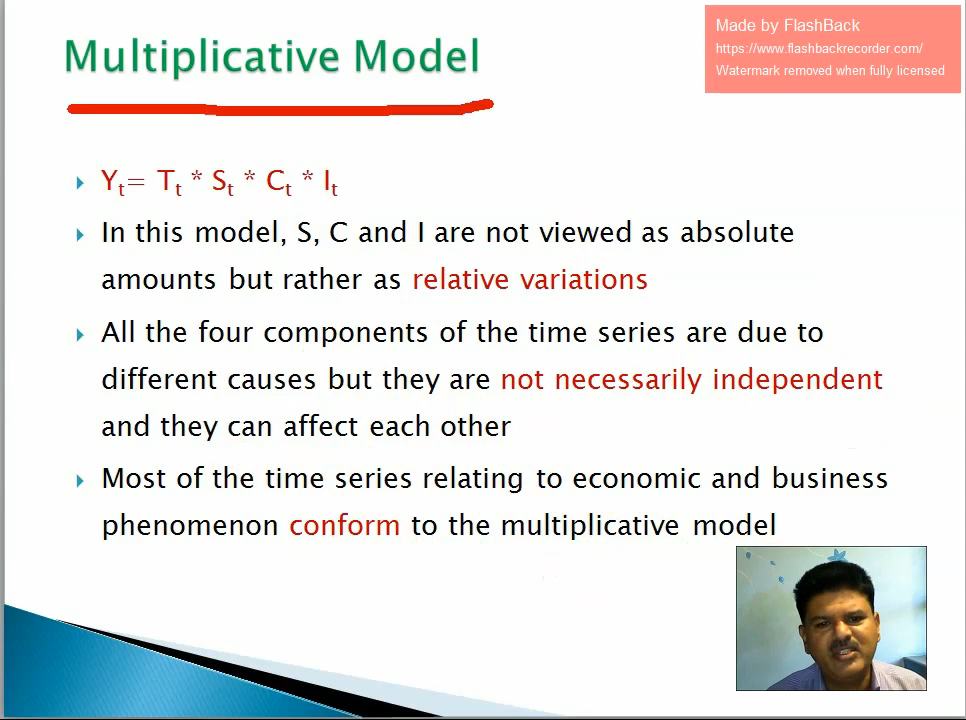 Multiplicative Model
Made by FlashBack
https://www.flashbackrecorder.com/
Watermark removed when fully licensed
Yt= Tt * St * Ct * It
In this model, S, C and I are not viewed as absolute
amounts but rather as relative variations
All the four components of the time series are due to
different causes but they are not necessarily independent
and they can affect each other
Most of the time series relating to economic and business
phenomenon conform to the multiplicative model